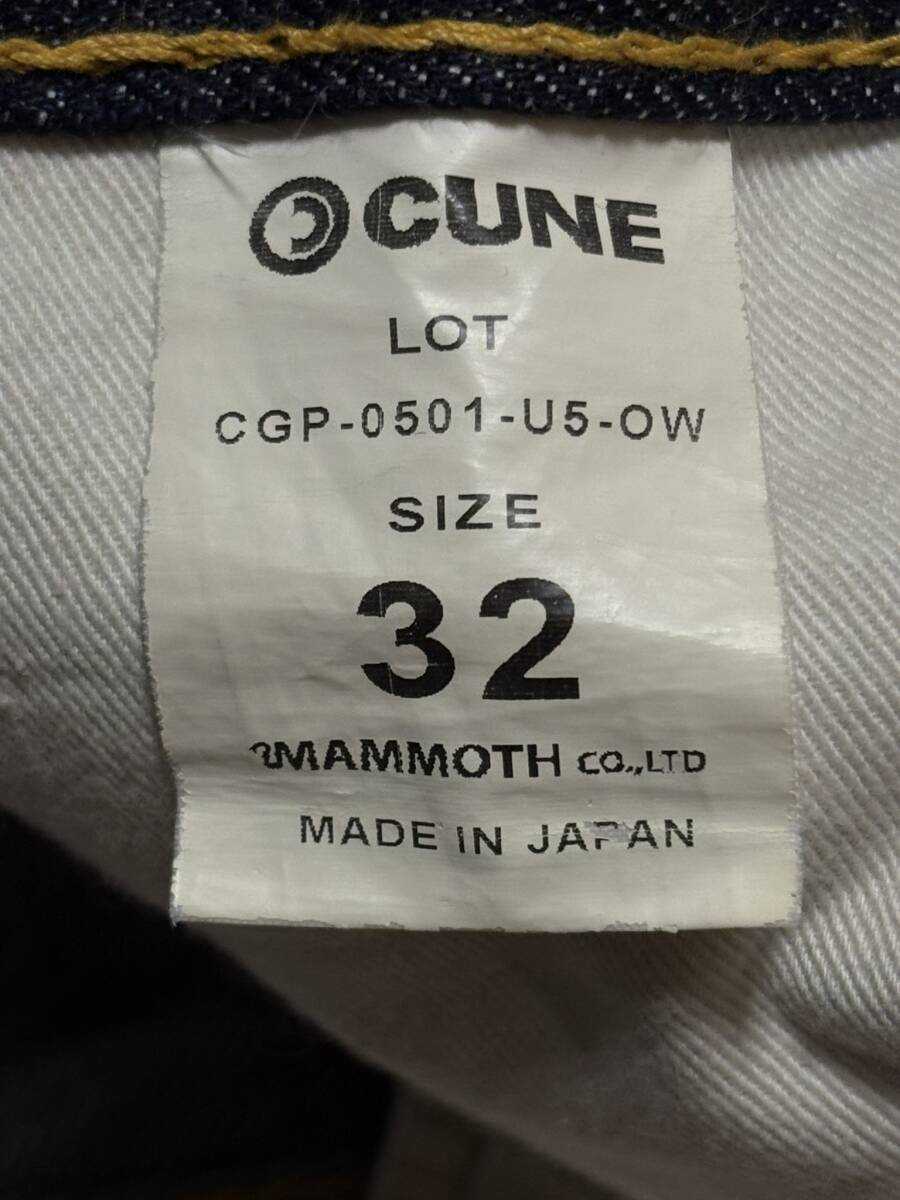 CUNE
LOT
CGP-0501-U5-OW
SIZE
32
MAMMOTH CO.,LTD
MADE IN JAPAN